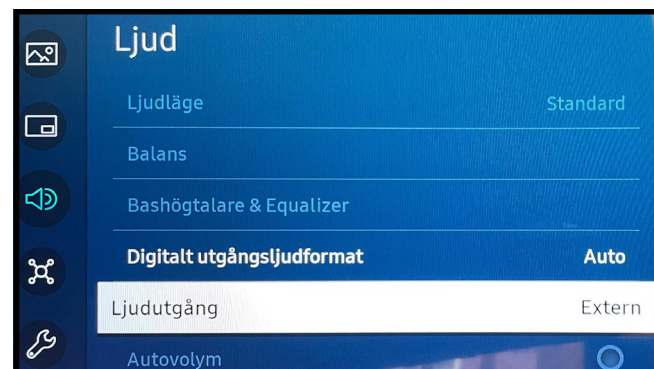 Ljud
Ljudläge Standard
Balans
Bashögtalare & Equalizer
Digitalt utgångsljudformat Auto
Ljudutgång Extern
Autovolym